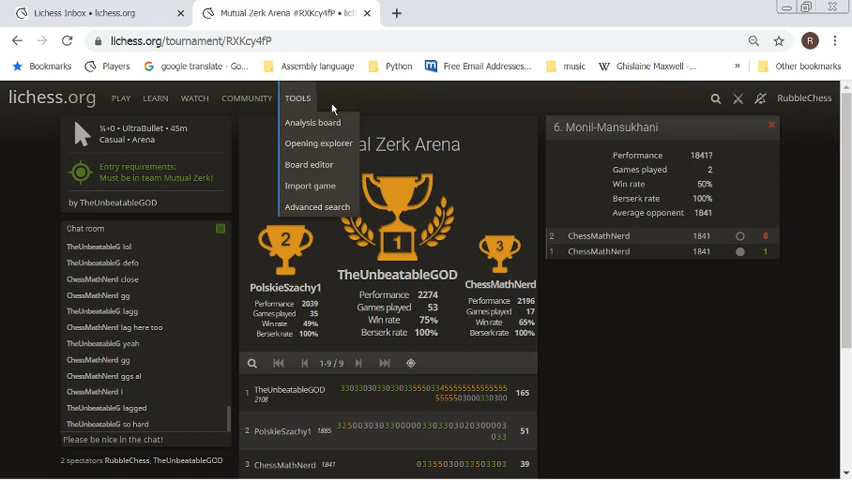 Lichess Inbox • lichess.org
Mutual Zerk Arena #RXKcy4fP • lich
lichess.org/tournament/RXKcy4fP
R
Bookmarks
Players
google translate - Go...
Assembly language
Python
Free Email Addresses...
Word
Ghislaine Maxwell -...
»
Other bookmarks
lichess.org
PLAY
LEARN
WATCH
COMMUNITY
TOOLS
RubbleChess
Analysis board
Opening explorer
Board editor
Import game
Advanced search
¼+0 • UltraBullet • 45m
Casual • Arena
Entry requirements:
Must be in team Mutual Zerk!
by TheUnbeatableGOD
Chat room
TheUnbeatableG lol
TheUnbeatableG defo
ChessMathNerd close
ChessMathNerd gg
TheUnbeatableG lagg
ChessMathNerd lag here too
TheUnbeatableG yeah
ChessMathNerd gg
ChessMathNerd ggs al
ChessMathNerd l
TheUnbeatableG lagged
TheUnbeatableG so hard
Please be nice in the chat!
2 spectators RubbleChess, TheUnbeatableGOD
ual Zerk Arena
2
PolskieSzachy1
Performance 2039
Games played 35
Win rate 49%
Berserk rate 100%
1
TheUnbeatableGOD
Performance 2274
Games played 53
Win rate 75%
Berserk rate 100%
3
ChessMathNerd
Performance 2196
Games played 17
Win rate 65%
Berserk rate 100%
1-9 / 9
1 TheUnbeatableGOD 2108 165
2 PolskieSzachy1 1895 51
3 ChessMathNerd 1841 39
6. Monil-Mansukhani
Performance 1841?
Games played 2
Win rate 50%
Berserk rate 100%
Average opponent 1841
2 ChessMathNerd 1841 0
1 ChessMathNerd 1841 1